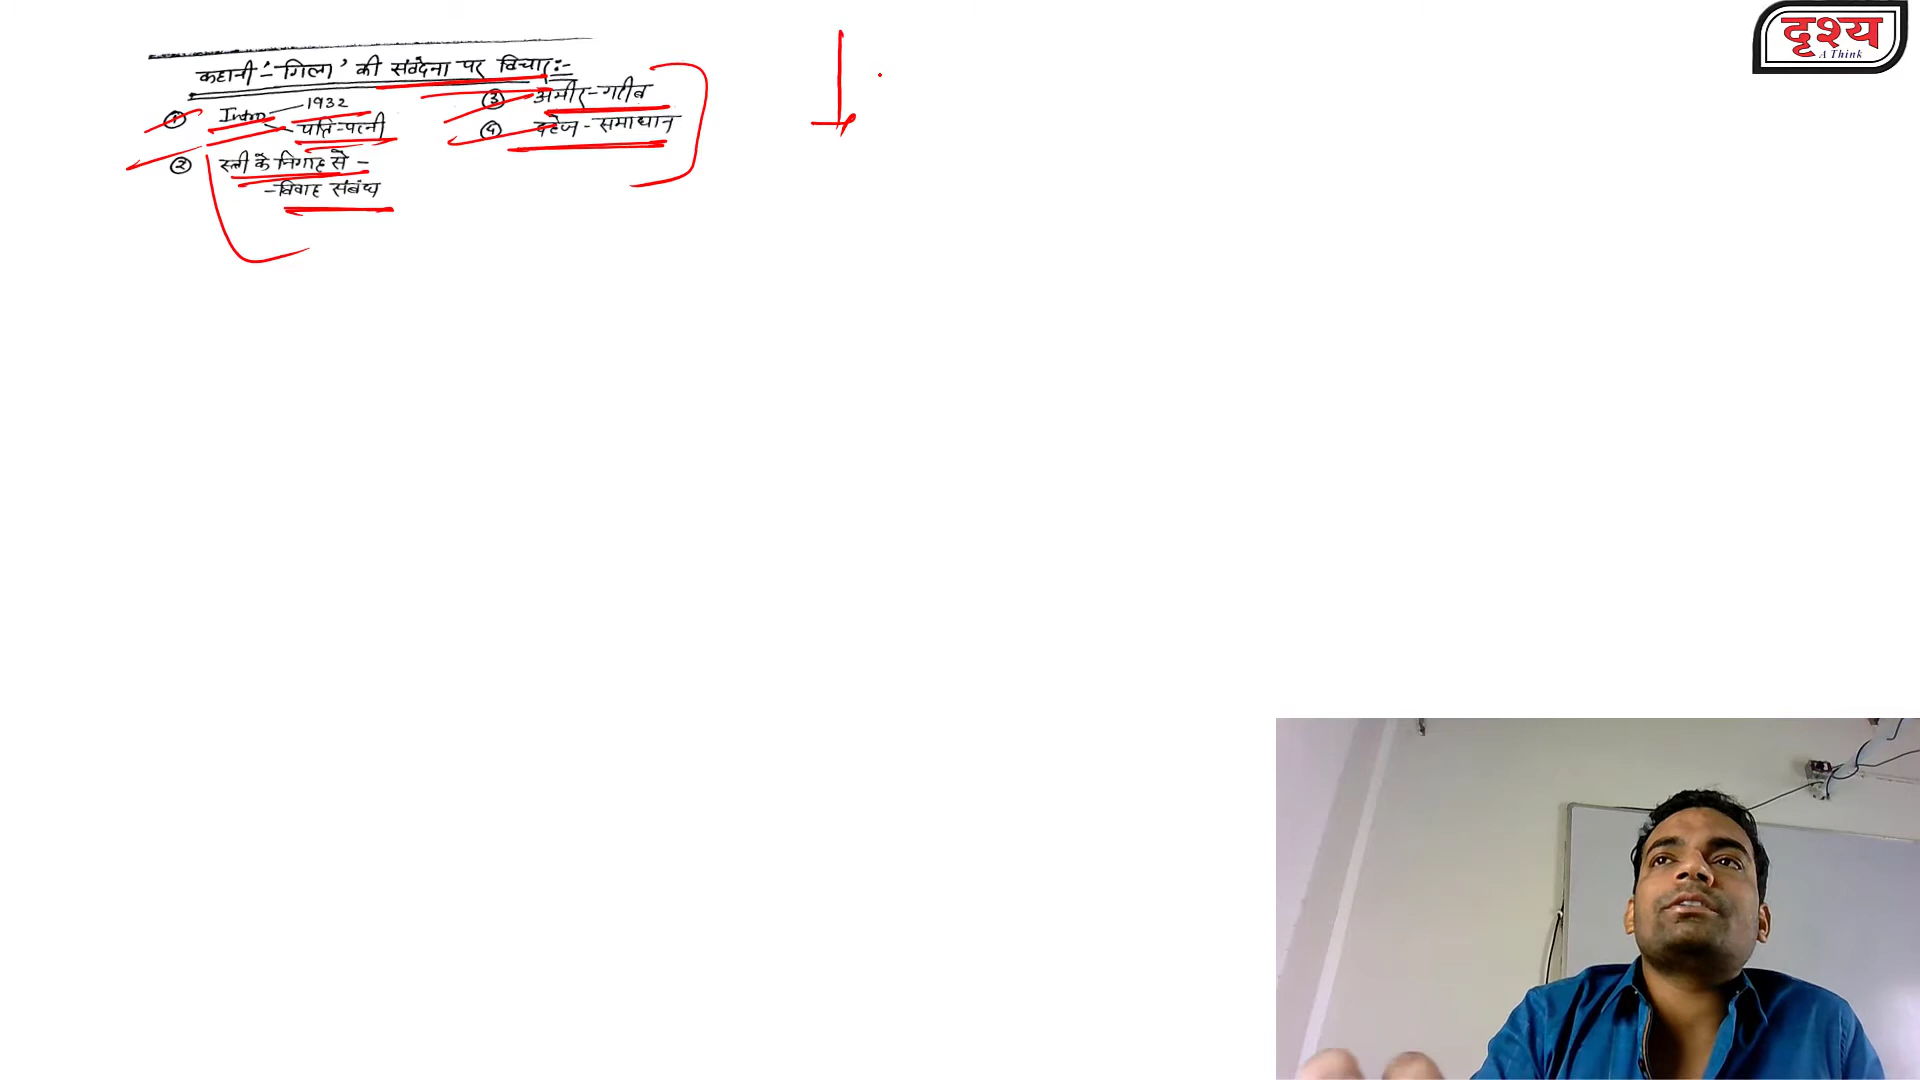 दृश्य
A Think
कहानी '-गिला' की संवेदना पर विचार :-
① Intro - 1932
- पति-पत्नी
② स्त्री के निगाह से -
- विवाह संबंध
③ अमीर-गरीब
④ दहेज - समाधान